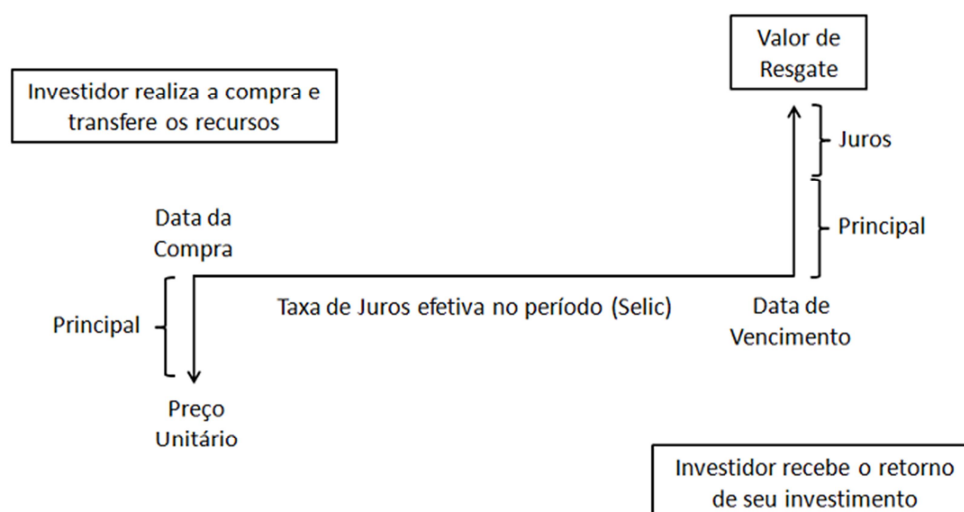 Valor de
Resgate
Investidor realiza a compra e
transfere os recursos
Juros
Data da
Compra
Principal
Principal
Taxa de Juros efetiva no período (Selic)
Data de
Vencimento
Preço
Unitário
Investidor recebe o retorno
de seu investimento